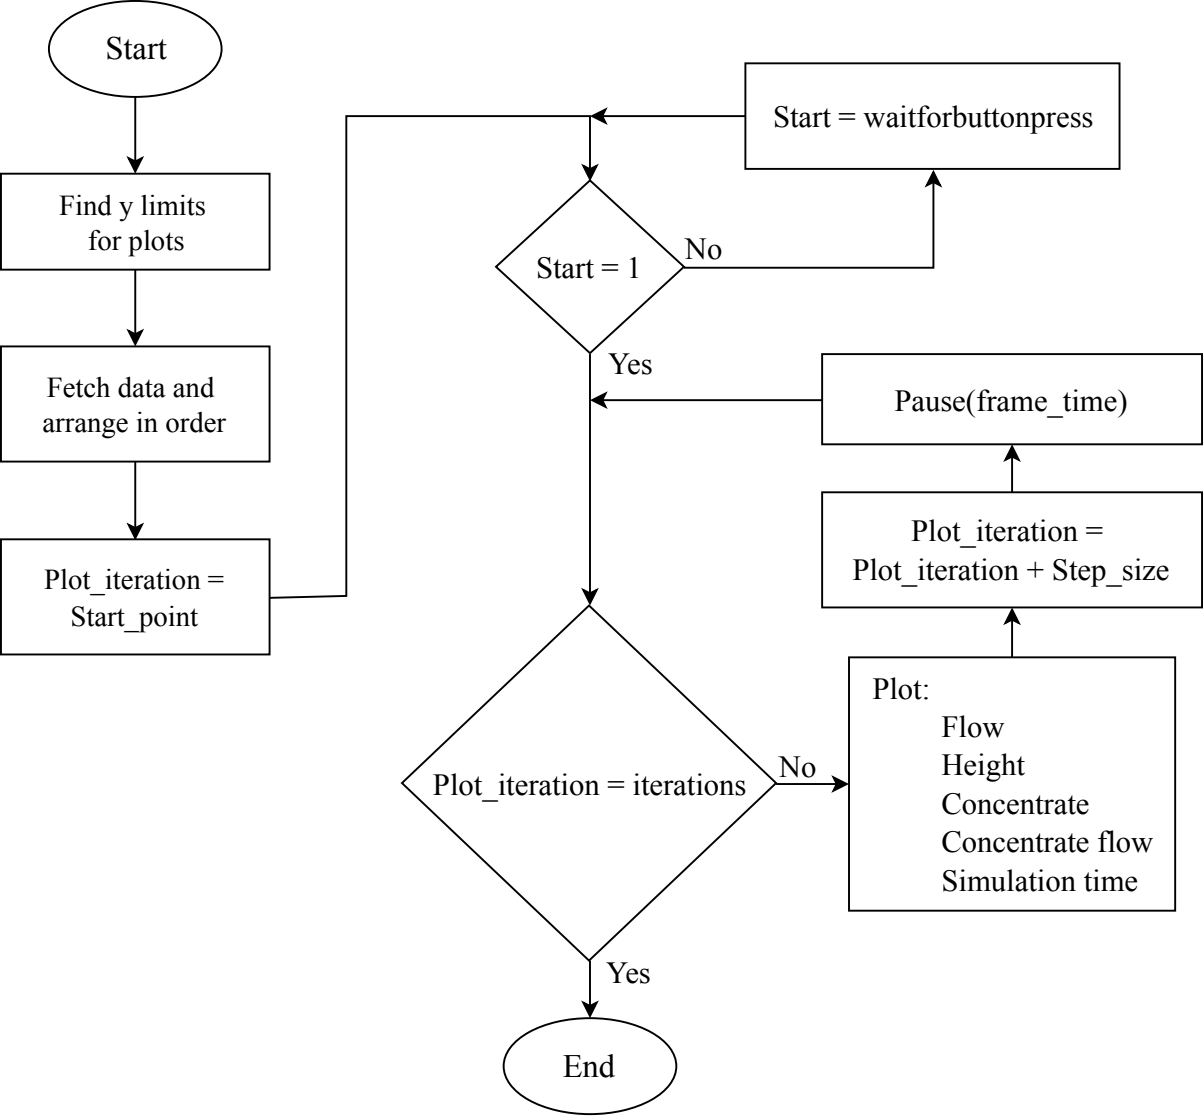 Start
Find y limits
for plots
Fetch data and
arrange in order
Plot_iteration =
Start_point
Start = waitforbuttonpress
Start = 1
No
Yes
Pause(frame_time)
Plot_iteration =
Plot_iteration + Step_size
Plot:
Flow
Height
Concentrate
Concentrate flow
Simulation time
Plot_iteration = iterations
No
Yes
End